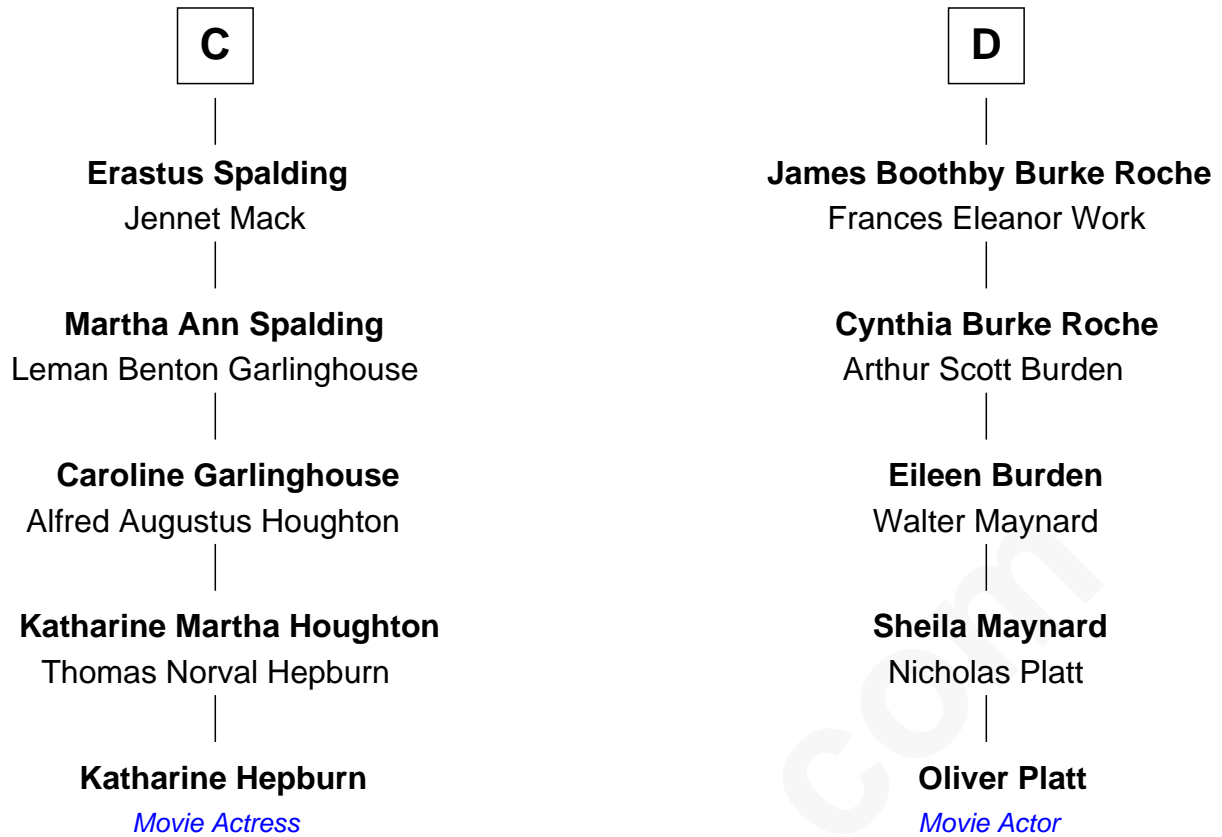 C
Erastus Spalding
Jennet Mack
Martha Ann Spalding
Leman Benton Garlinghouse
Caroline Garlinghouse
Alfred Augustus Houghton
Katharine Martha Houghton
Thomas Norval Hepburn
Katharine Hepburn
Movie Actress
D
James Boothby Burke Roche
Frances Eleanor Work
Cynthia Burke Roche
Arthur Scott Burden
Eileen Burden
Walter Maynard
Sheila Maynard
Nicholas Platt
Oliver Platt
Movie Actor
com